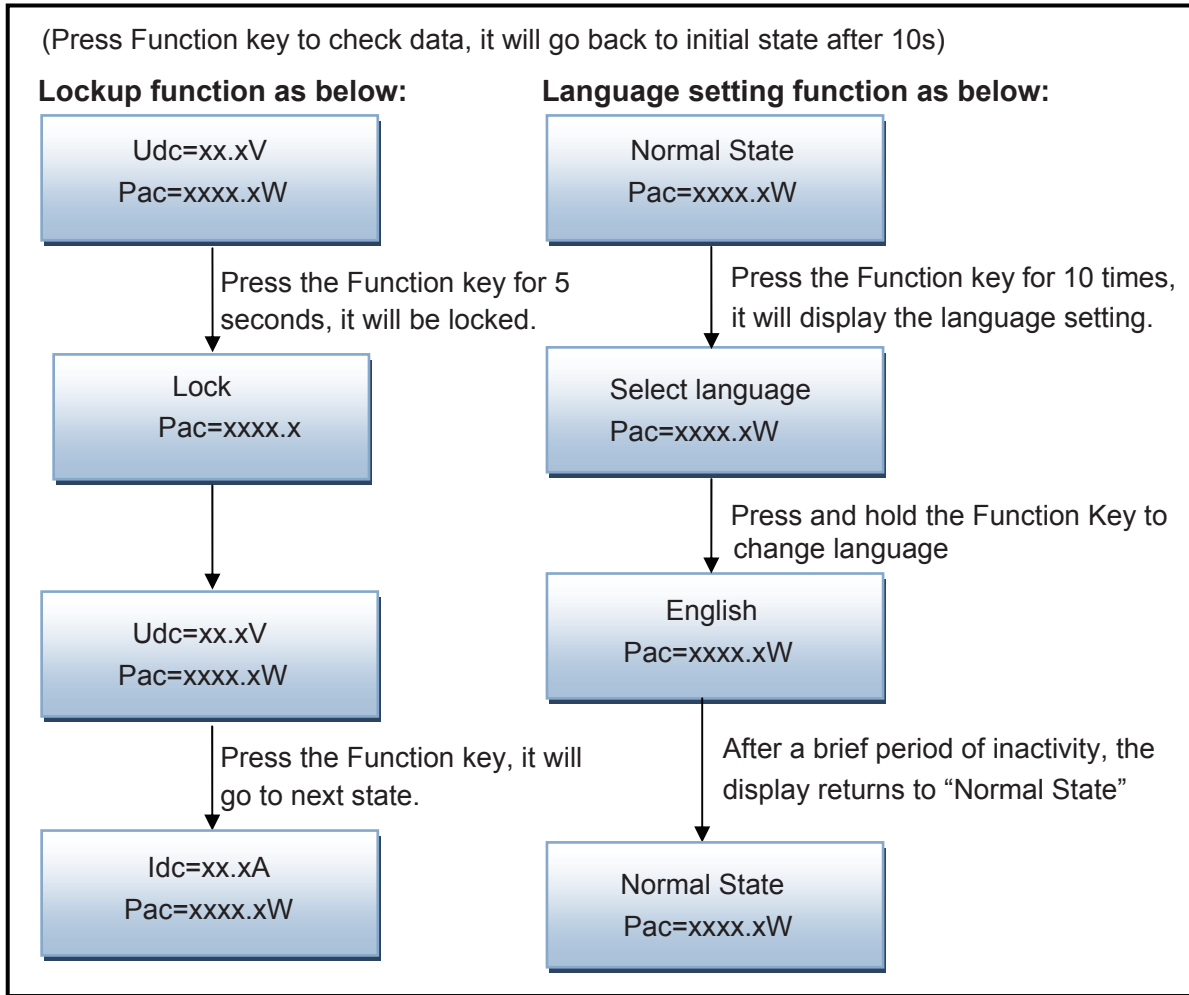 (Press Function key to check data, it will go back to initial state after 10s)
Lockup function as below:
Udc=xx.xV
Pac=xxxx.xW
Press the Function key for 5
seconds, it will be locked.
Lock
Pac=xxxx.x
Udc=xx.xV
Pac=xxxx.xW
Press the Function key, it will
go to next state.
Idc=xx.xA
Pac=xxxx.xW
Language setting function as below:
Normal State
Pac=xxxx.xW
Press the Function key for 10 times,
it will display the language setting.
Select language
Pac=xxxx.xW
Press and hold the Function Key to
change language
English
Pac=xxxx.xW
After a brief period of inactivity, the
display returns to “Normal State”
Normal State
Pac=xxxx.xW